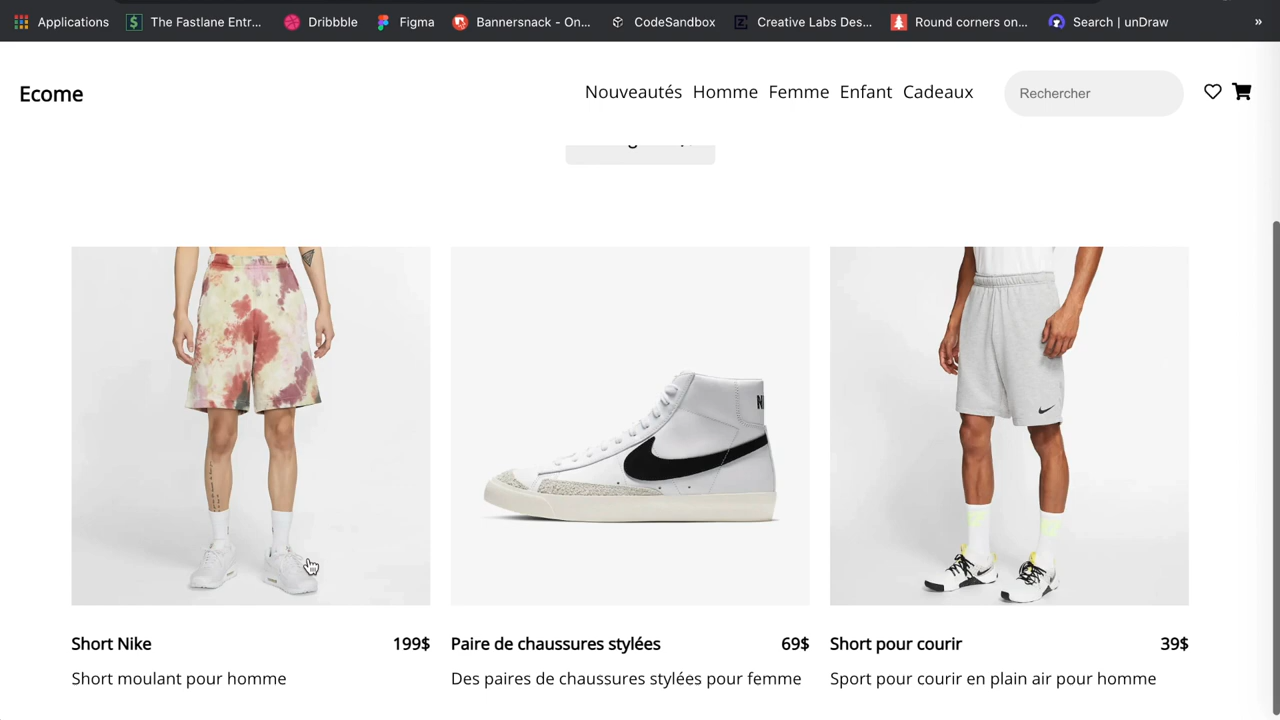 Applications The Fastlane Entr... Dribbble Figma Bannersnack - On... CodeSandbox Creative Labs Des... Round corners on... Search | unDraw »
Ecome Nouveautés Homme Femme Enfant Cadeaux Rechercher
Short Nike 199$ Paire de chaussures stylées 69$ Short pour courir 39$
Short moulant pour homme Des paires de chaussures stylées pour femme Sport pour courir en plain air pour homme